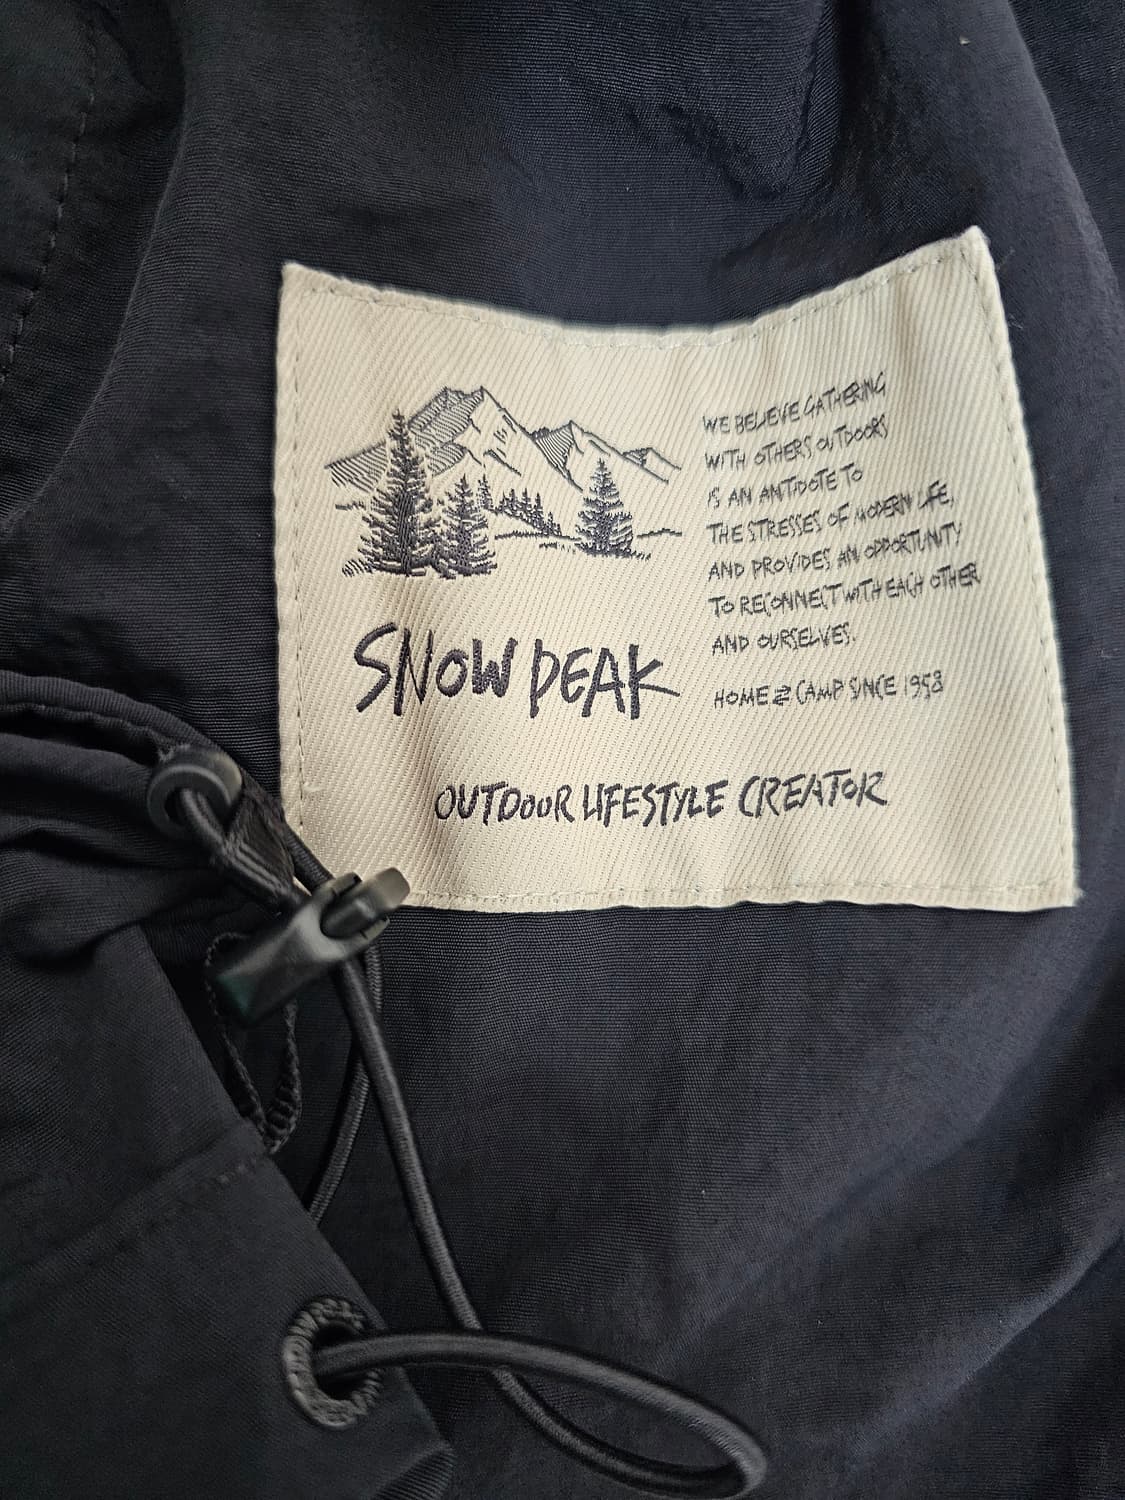 WE BELIEVE GATHERING
WITH OTHERS OUTDOORS
IS AN ANTIDOTE TO
THE STRESSES OF MODERN LIFE,
AND PROVIDES AN OPPORTUNITY
TO RECONNECT WITH EACH OTHER
AND OURSELVES.
HOME⇄CAMP SINCE 1958
SNOW PEAK
OUTDOOR LIFESTYLE CREATOR